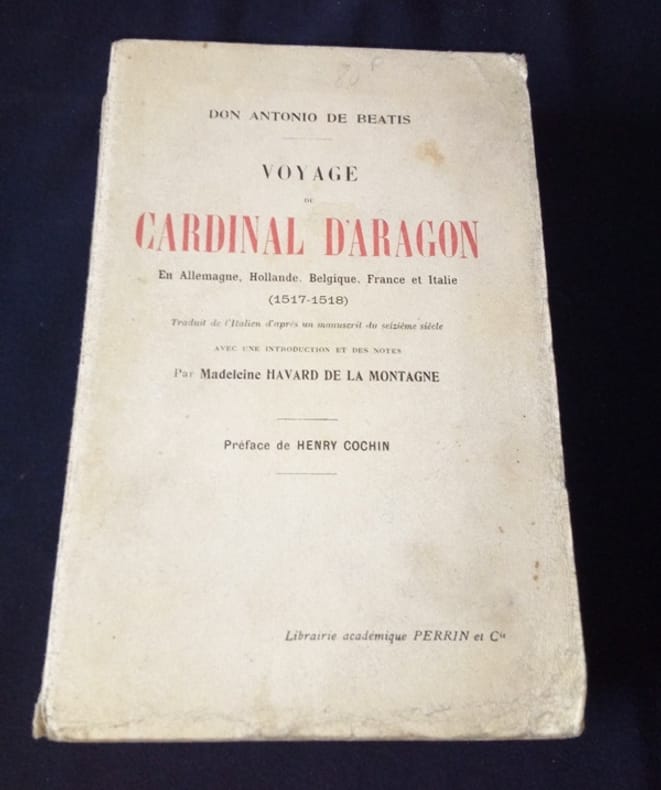 DON ANTONIO DE BEATIS
VOYAGE
DU
CARDINAL D'ARAGON
En Allemagne, Hollande, Belgique, France et Italie
(1517-1518)
Traduit de l'Italien d'après un manuscrit du seizième siècle
AVEC UNE INTRODUCTION ET DES NOTES
Par Madeleine HAVARD DE LA MONTAGNE
Préface de HENRY COCHIN
Librairie académique PERRIN et Cie